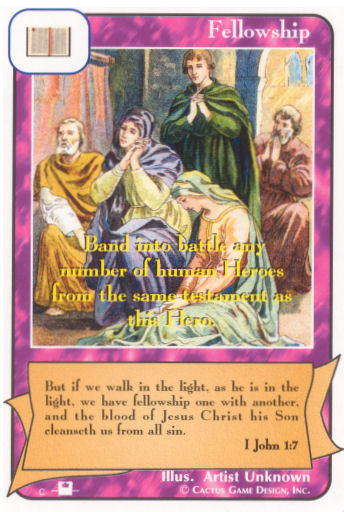 Fellowship
Band into battle any
number of human Heroes
from the same testament as
this Hero.
But if we walk in the light, as he is in the
light, we have fellowship one with another,
and the blood of Jesus Christ his Son
cleanseth us from all sin.
I John 1:7
Illus. Artist Unknown
© Cactus Game Design, Inc.
C